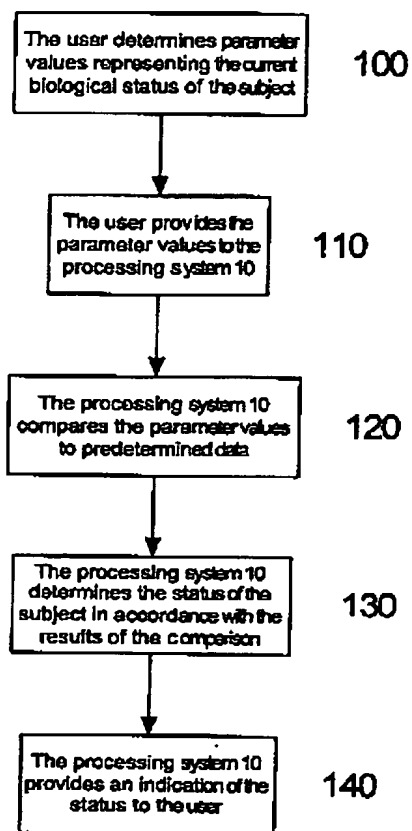 The user determines parameter
values representing the current
biological status of the subject
100
The user provides the
parameter values to the
processing system 10
110
The processing system 10
compares the parameter values
to predetermined data
120
The processing system 10
determines the status of the
subject in accordance with the
results of the comparison
130
The processing system 10
provides an indication of the
status to the user
140